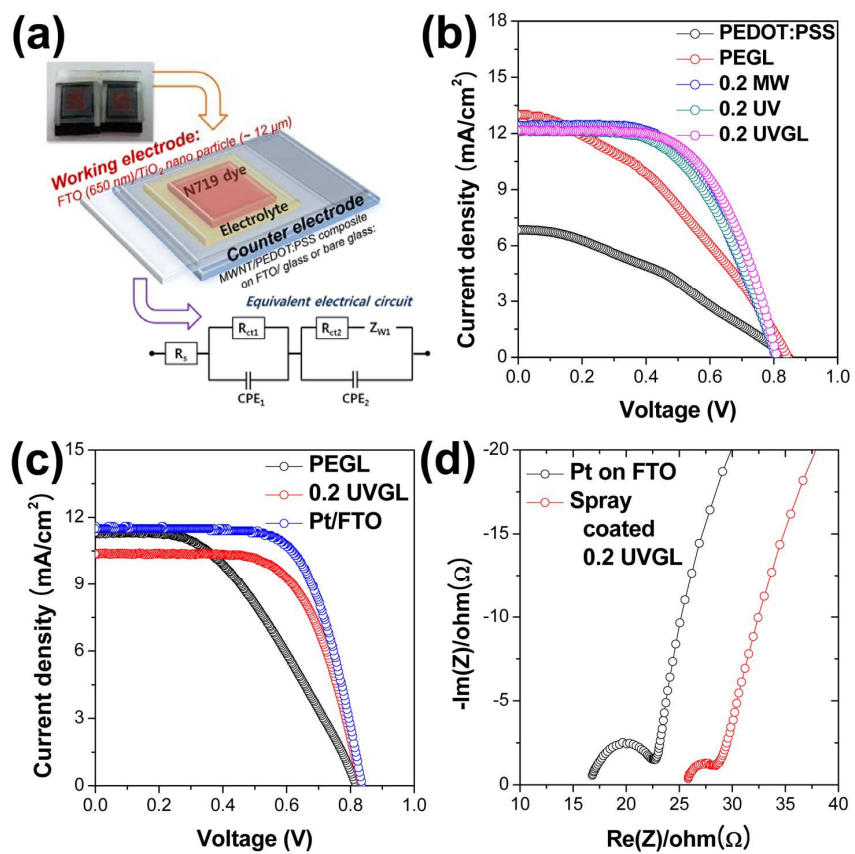 (a)
Working electrode:
FTO (650 nm)/TiO₂ nano particle (~ 12 μm)
N719 dye
Electrolyte
Counter electrode
MWNT/PEDOT:PSS composite
on FTO/ glass or bare glass:
Equivalent electrical circuit
Rs
Rct1
CPE1
Rct2
ZW1
CPE2
(b)
Current density (mA/cm²)
18
15
12
9
6
3
0
PEDOT:PSS
PEGL
0.2 MW
0.2 UV
0.2 UVGL
0.0 0.2 0.4 0.6 0.8 1.0
Voltage (V)
(c)
Current density (mA/cm²)
15
12
9
6
3
0
PEGL
0.2 UVGL
Pt/FTO
0.0 0.2 0.4 0.6 0.8 1.0
Voltage (V)
(d)
-Im(Z)/ohm(Ω)
-20
-15
-10
-5
0
Pt on FTO
Spray
coated
0.2 UVGL
10 15 20 25 30 35 40
Re(Z)/ohm(Ω)